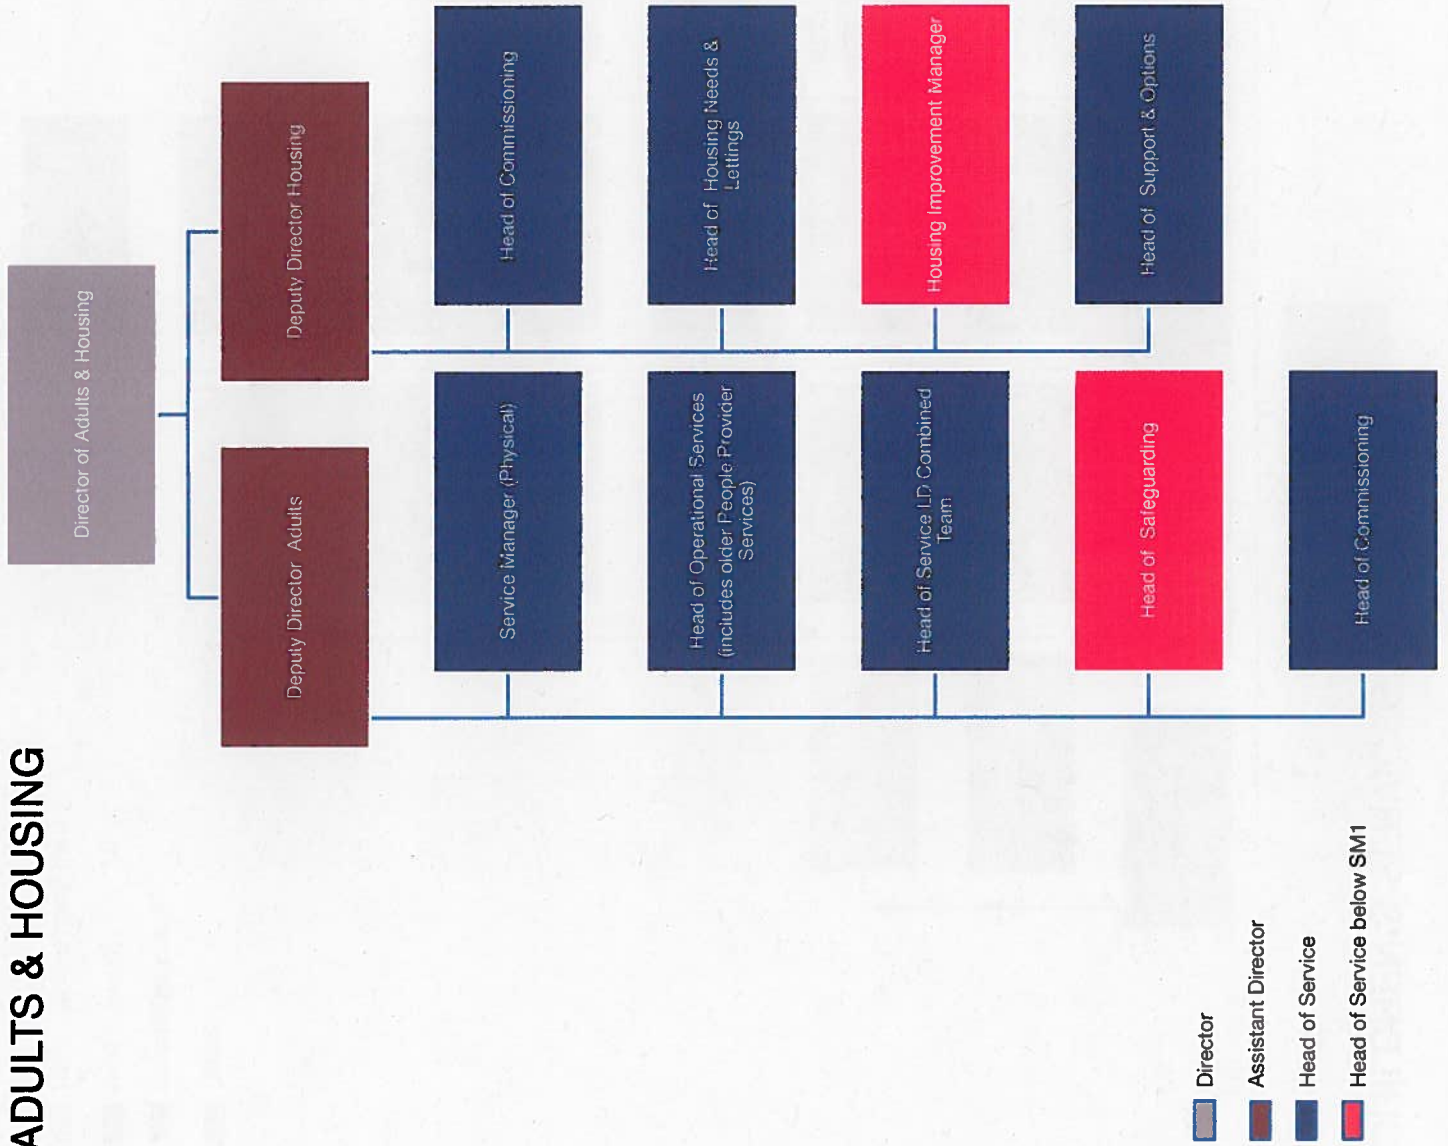 ADULTS & HOUSING
Director of Adults & Housing
Deputy Director Adults
Deputy Director Housing
Service Manager (Physical)
Head of Operational Services
(includes older People Provider
Services)
Head of Service LD Combined
Team
Head of Safeguarding
Head of Commissioning
Head of Commissioning
Head of Housing Needs &
Lettings
Housing Improvement Manager
Head of Support & Options
Director
Assistant Director
Head of Service
Head of Service below SM1